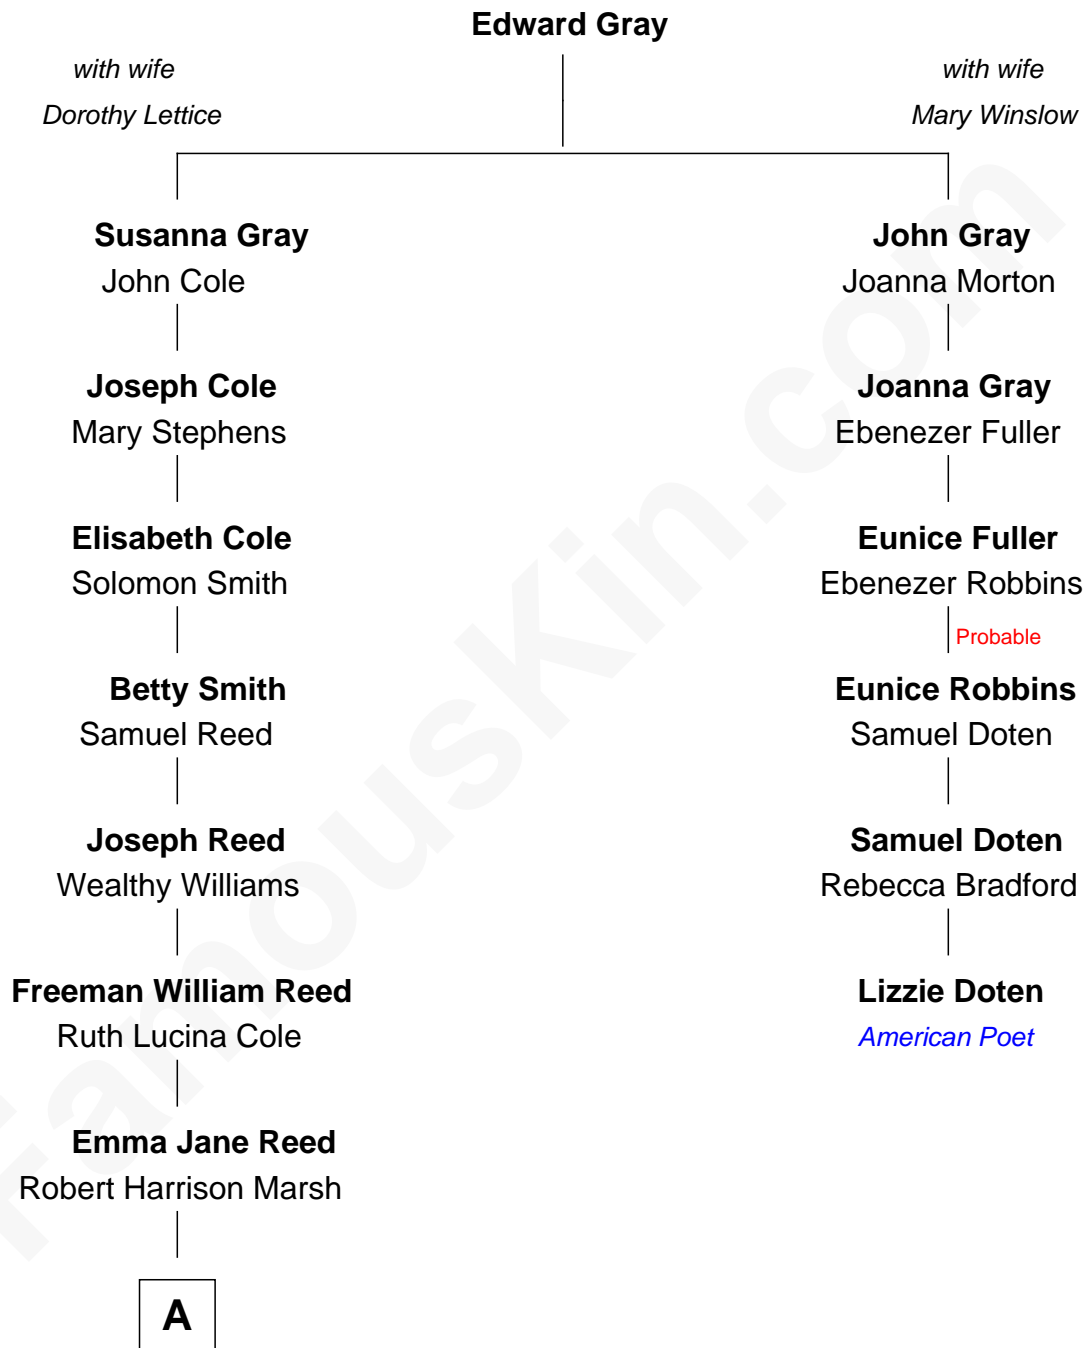 Edward Gray
with wife
Dorothy Lettice
with wife
Mary Winslow
Susanna Gray
John Cole
John Gray
Joanna Morton
Joseph Cole
Mary Stephens
Joanna Gray
Ebenezer Fuller
Elisabeth Cole
Solomon Smith
Eunice Fuller
Ebenezer Robbins
Probable
Betty Smith
Samuel Reed
Eunice Robbins
Samuel Doten
Joseph Reed
Wealthy Williams
Samuel Doten
Rebecca Bradford
Freeman William Reed
Ruth Lucina Cole
Lizzie Doten
American Poet
Emma Jane Reed
Robert Harrison Marsh
A
FamousKin.com